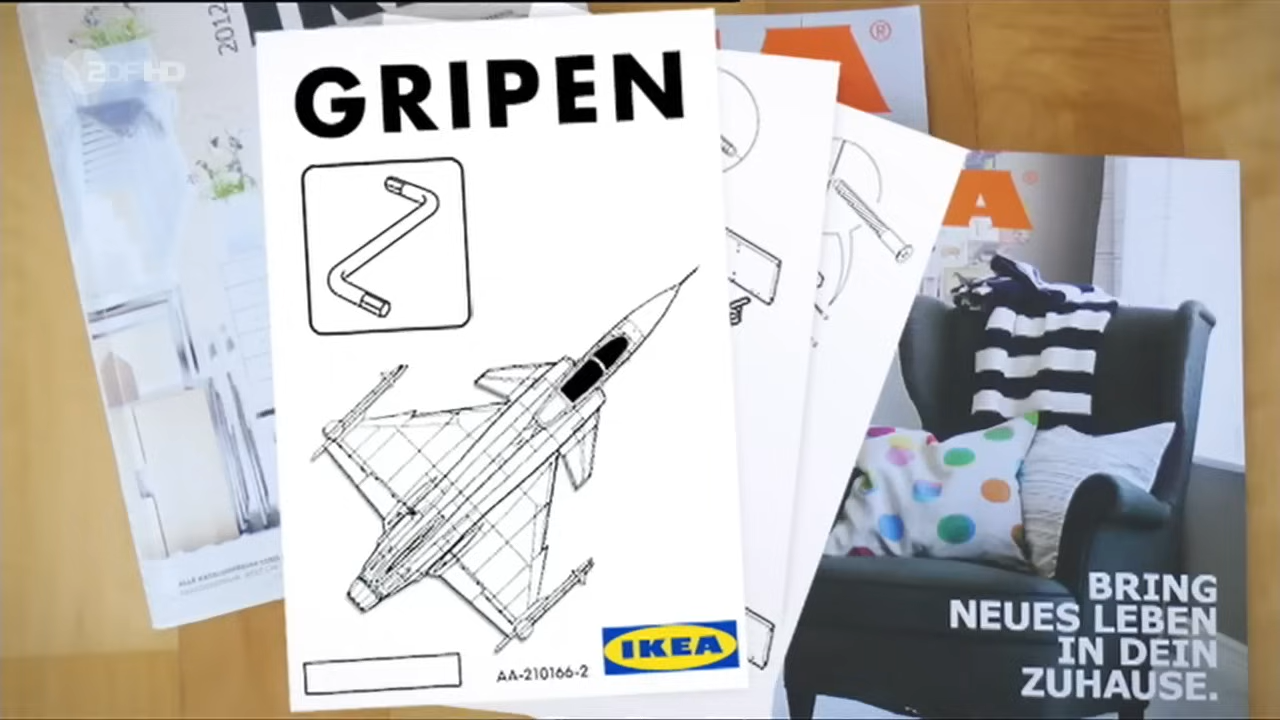 2012
ZDF HD
GRIPEN
AA-210166-2
IKEA
®
A
®
BRING
NEUES LEBEN
IN DEIN
ZUHAUSE.